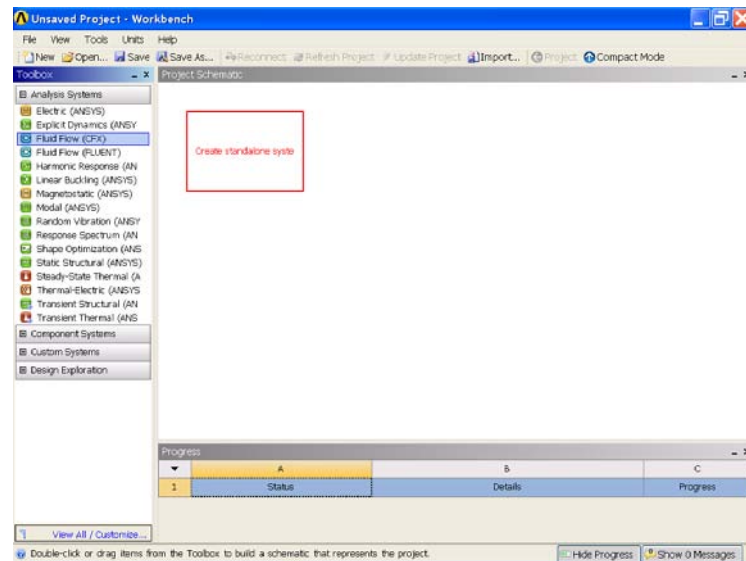 Unsaved Project - Workbench
File View Tools Units Help
New Open... Save Save As... Reconnect Refresh Project Update Project Import... Project Compact Mode
Toolbox
Project Schematic
Analysis Systems
Electric (ANSYS)
Explicit Dynamics (ANSY
Fluid Flow (CFX)
Fluid Flow (FLUENT)
Harmonic Response (AN
Linear Buckling (ANSYS)
Magnetostatic (ANSYS)
Modal (ANSYS)
Random Vibration (ANSY
Response Spectrum (AN
Shape Optimization (ANS
Static Structural (ANSYS)
Steady-State Thermal (A
Thermal-Electric (ANSYS
Transient Structural (AN
Transient Thermal (ANS
Component Systems
Custom Systems
Design Exploration
View All / Customize...
Create standalone syste
Progress
A B C
1 Status Details Progress
Double-click or drag items from the Toolbox to build a schematic that represents the project.
Hide Progress Show 0 Messages